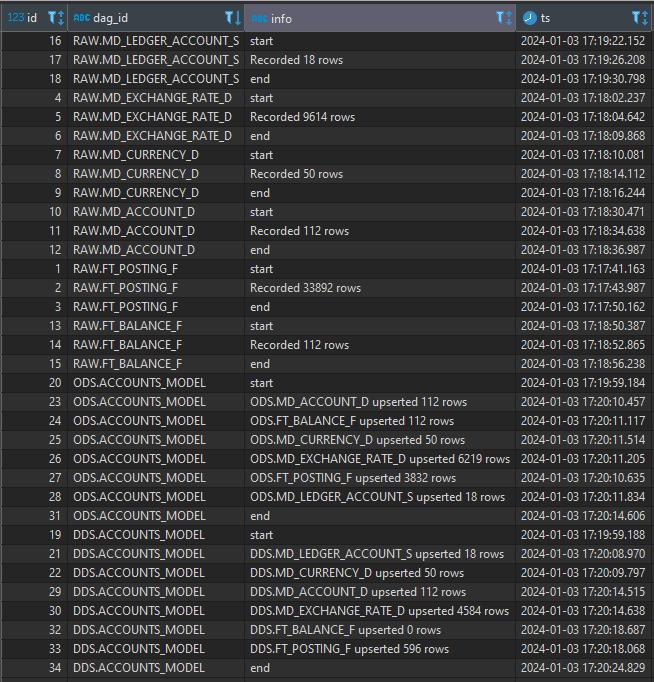 123 id ABC dag_id ABC info ts
16 RAW.MD_LEDGER_ACCOUNT_S start 2024-01-03 17:19:22.152
17 RAW.MD_LEDGER_ACCOUNT_S Recorded 18 rows 2024-01-03 17:19:26.208
18 RAW.MD_LEDGER_ACCOUNT_S end 2024-01-03 17:19:30.798
4 RAW.MD_EXCHANGE_RATE_D start 2024-01-03 17:18:02.237
5 RAW.MD_EXCHANGE_RATE_D Recorded 9614 rows 2024-01-03 17:18:04.642
6 RAW.MD_EXCHANGE_RATE_D end 2024-01-03 17:18:09.868
7 RAW.MD_CURRENCY_D start 2024-01-03 17:18:10.081
8 RAW.MD_CURRENCY_D Recorded 50 rows 2024-01-03 17:18:14.112
9 RAW.MD_CURRENCY_D end 2024-01-03 17:18:16.244
10 RAW.MD_ACCOUNT_D start 2024-01-03 17:18:30.471
11 RAW.MD_ACCOUNT_D Recorded 112 rows 2024-01-03 17:18:34.638
12 RAW.MD_ACCOUNT_D end 2024-01-03 17:18:36.987
1 RAW.FT_POSTING_F start 2024-01-03 17:17:41.163
2 RAW.FT_POSTING_F Recorded 33892 rows 2024-01-03 17:17:43.987
3 RAW.FT_POSTING_F end 2024-01-03 17:17:50.162
13 RAW.FT_BALANCE_F start 2024-01-03 17:18:50.387
14 RAW.FT_BALANCE_F Recorded 112 rows 2024-01-03 17:18:52.865
15 RAW.FT_BALANCE_F end 2024-01-03 17:18:56.238
20 ODS.ACCOUNTS_MODEL start 2024-01-03 17:19:59.184
23 ODS.ACCOUNTS_MODEL ODS.MD_ACCOUNT_D upserted 112 rows 2024-01-03 17:20:10.457
24 ODS.ACCOUNTS_MODEL ODS.FT_BALANCE_F upserted 112 rows 2024-01-03 17:20:11.117
25 ODS.ACCOUNTS_MODEL ODS.MD_CURRENCY_D upserted 50 rows 2024-01-03 17:20:11.514
26 ODS.ACCOUNTS_MODEL ODS.MD_EXCHANGE_RATE_D upserted 6219 rows 2024-01-03 17:20:11.205
27 ODS.ACCOUNTS_MODEL ODS.FT_POSTING_F upserted 3832 rows 2024-01-03 17:20:10.635
28 ODS.ACCOUNTS_MODEL ODS.MD_LEDGER_ACCOUNT_S upserted 18 rows 2024-01-03 17:20:11.834
31 ODS.ACCOUNTS_MODEL end 2024-01-03 17:20:14.606
19 DDS.ACCOUNTS_MODEL start 2024-01-03 17:19:59.188
21 DDS.ACCOUNTS_MODEL DDS.MD_LEDGER_ACCOUNT_S upserted 18 rows 2024-01-03 17:20:08.970
22 DDS.ACCOUNTS_MODEL DDS.MD_CURRENCY_D upserted 50 rows 2024-01-03 17:20:09.797
29 DDS.ACCOUNTS_MODEL DDS.MD_ACCOUNT_D upserted 112 rows 2024-01-03 17:20:14.515
30 DDS.ACCOUNTS_MODEL DDS.MD_EXCHANGE_RATE_D upserted 4584 rows 2024-01-03 17:20:14.638
32 DDS.ACCOUNTS_MODEL DDS.FT_BALANCE_F upserted 0 rows 2024-01-03 17:20:18.687
33 DDS.ACCOUNTS_MODEL DDS.FT_POSTING_F upserted 596 rows 2024-01-03 17:20:18.068
34 DDS.ACCOUNTS_MODEL end 2024-01-03 17:20:24.829